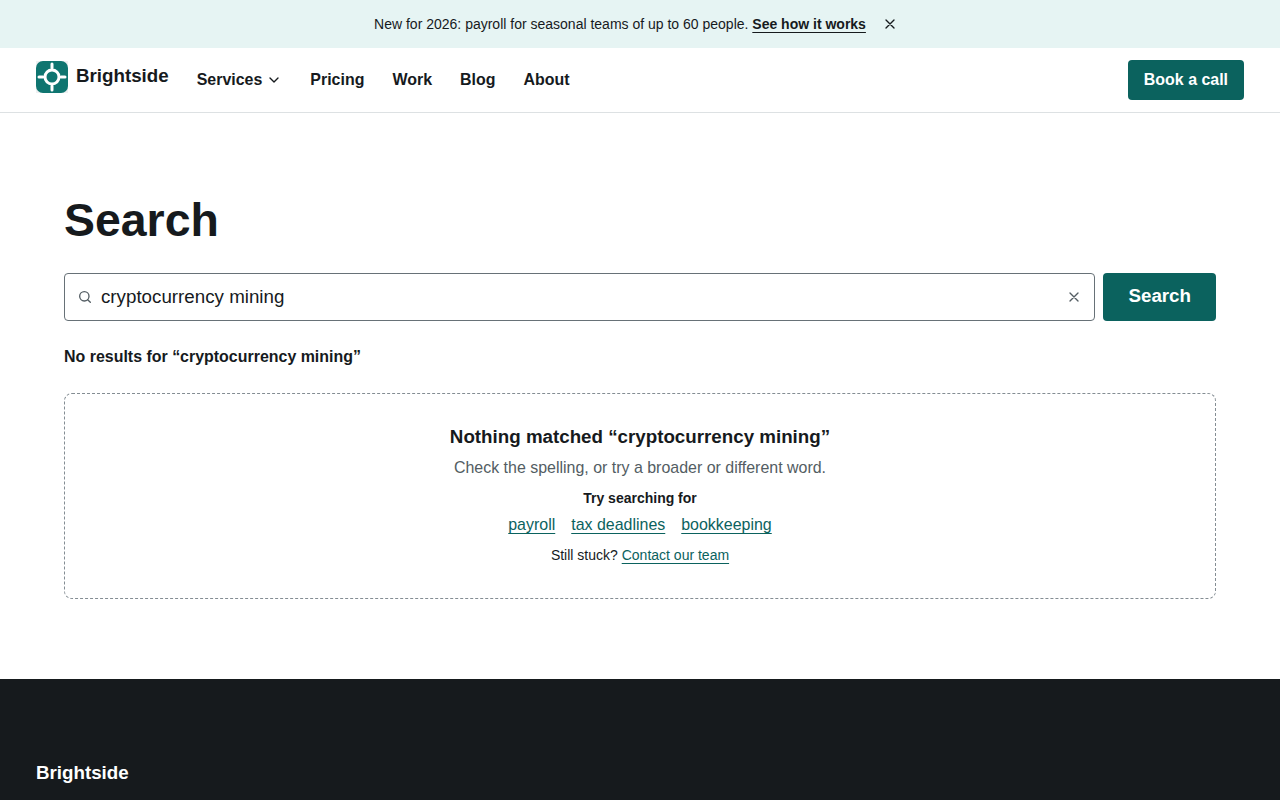 New for 2026: payroll for seasonal teams of up to 60 people. See how it works
Brightside
Services
Pricing
Work
Blog
About
Book a call
Search
cryptocurrency mining
Search
No results for “cryptocurrency mining”
Nothing matched “cryptocurrency mining”
Check the spelling, or try a broader or different word.
Try searching for
payroll tax deadlines bookkeeping
Still stuck? Contact our team
Brightside